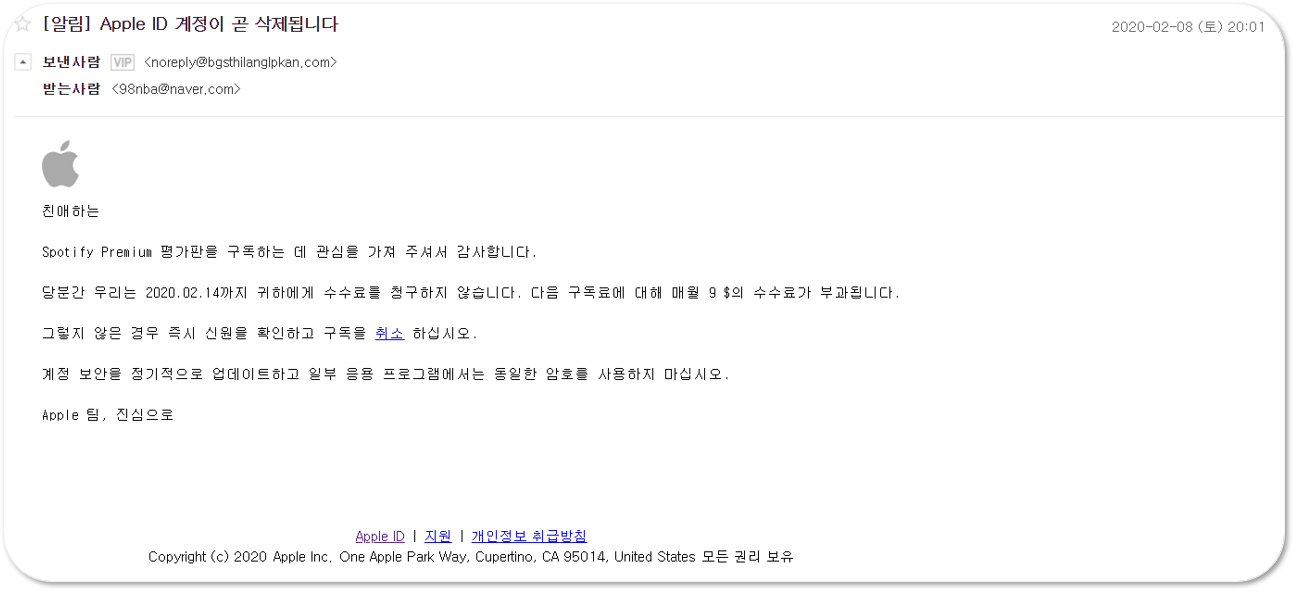 [알림] Apple ID 계정이 곧 삭제됩니다
2020-02-08 (토) 20:01
보낸사람 VIP <noreply@bgsthilanglpkan.com>
받는사람 <98nba@naver.com>
친애하는
Spotify Premium 평가판을 구독하는 데 관심을 가져 주셔서 감사합니다.
당분간 우리는 2020.02.14까지 귀하에게 수수료를 청구하지 않습니다. 다음 구독료에 대해 매월 9 $의 수수료가 부과됩니다.
그렇지 않은 경우 즉시 신원을 확인하고 구독을 취소 하십시오.
계정 보안을 정기적으로 업데이트하고 일부 응용 프로그램에서는 동일한 암호를 사용하지 마십시오.
Apple 팀, 진심으로
Apple ID | 지원 | 개인정보 취급방침
Copyright (c) 2020 Apple Inc, One Apple Park Way, Cupertino, CA 95014, United States 모든 권리 보유